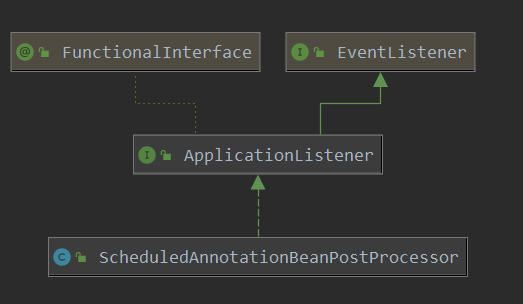 @ FunctionalInterface
I EventListener
I ApplicationListener
C ScheduledAnnotationBeanPostProcessor